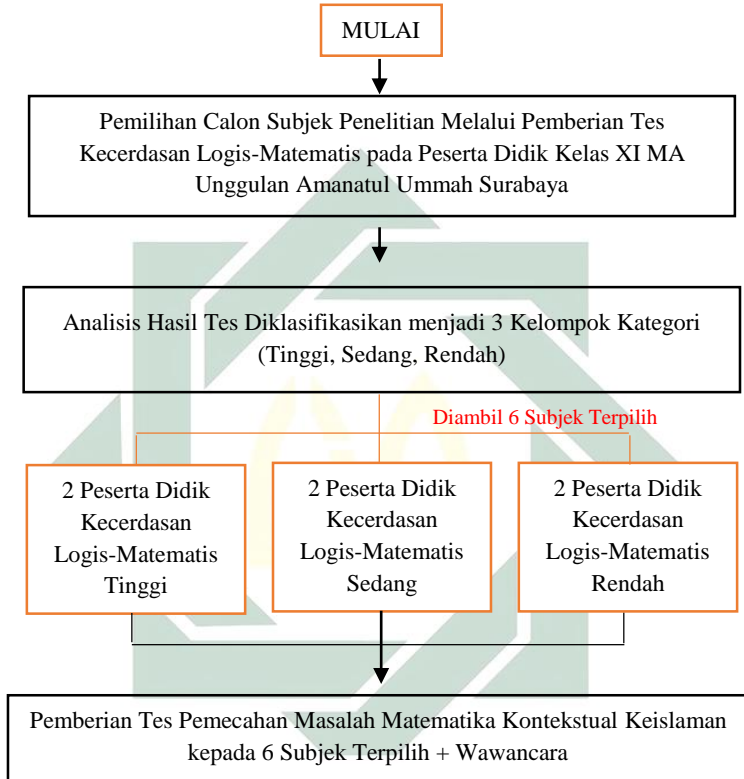 MULAI
Pemilihan Calon Subjek Penelitian Melalui Pemberian Tes
Kecerdasan Logis-Matematis pada Peserta Didik Kelas XI MA
Unggulan Amanatul Ummah Surabaya
Analisis Hasil Tes Diklasifikasikan menjadi 3 Kelompok Kategori
(Tinggi, Sedang, Rendah)
Diambil 6 Subjek Terpilih
2 Peserta Didik
Kecerdasan
Logis-Matematis
Tinggi
2 Peserta Didik
Kecerdasan
Logis-Matematis
Sedang
2 Peserta Didik
Kecerdasan
Logis-Matematis
Rendah
Pemberian Tes Pemecahan Masalah Matematika Kontekstual Keislaman
kepada 6 Subjek Terpilih + Wawancara